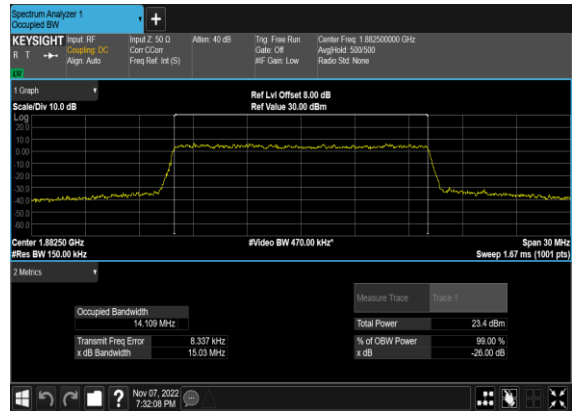 Spectrum Analyzer 1
Occupied BW
KEYSIGHT Input: RF Input Z: 50 Ω Atten: 40 dB Trig: Free Run Center Freq: 1.882500000 GHz
R T Coupling: DC Corr CCorr Gate: Off Avg|Hold: 500/500
Align: Auto Freq Ref: Int (S) #IF Gain: Low Radio Std: None
1 Graph
Ref Lvl Offset 8.00 dB
Scale/Div 10.0 dB Ref Value 30.00 dBm
Log
20.0
10.0
0.00
-10.0
-20.0
-30.0
-40.0
-50.0
-60.0
Center 1.88250 GHz #Video BW 470.00 kHz* Span 30 MHz
#Res BW 150.00 kHz Sweep 1.67 ms (1001 pts)
2 Metrics
Measure Trace Trace 1
Occupied Bandwidth
14.109 MHz Total Power 23.4 dBm
Transmit Freq Error 8.337 kHz % of OBW Power 99.00 %
x dB Bandwidth 15.03 MHz x dB -26.00 dB
? Nov 07, 2022
7:32:08 PM